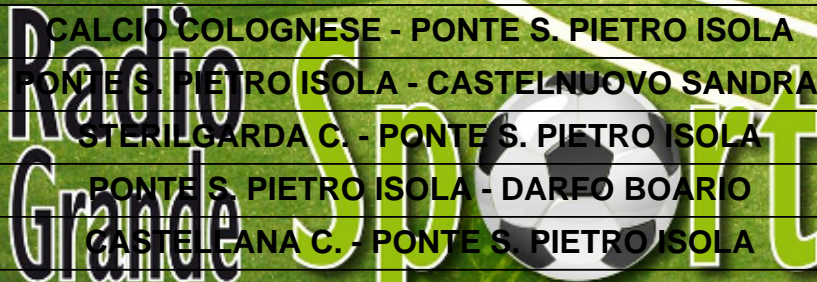 CALCIO COLOGNESE - PONTE S. PIETRO ISOLA
PONTE S. PIETRO ISOLA - CASTELNUOVO SANDRA
STERILGARDA C. - PONTE S. PIETRO ISOLA
PONTE S. PIETRO ISOLA - DARFO BOARIO
CASTELLANA C. - PONTE S. PIETRO ISOLA
Radio
Grande
Sport